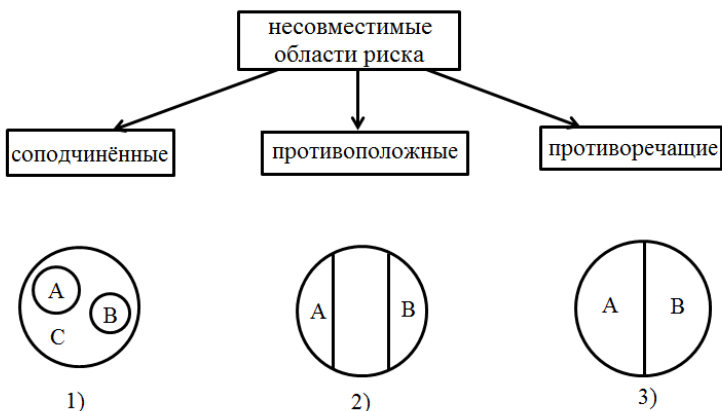 несовместимые
области риска
соподчинённые
противоположные
противоречащие
A
B
C
A
B
A
B
1)
2)
3)